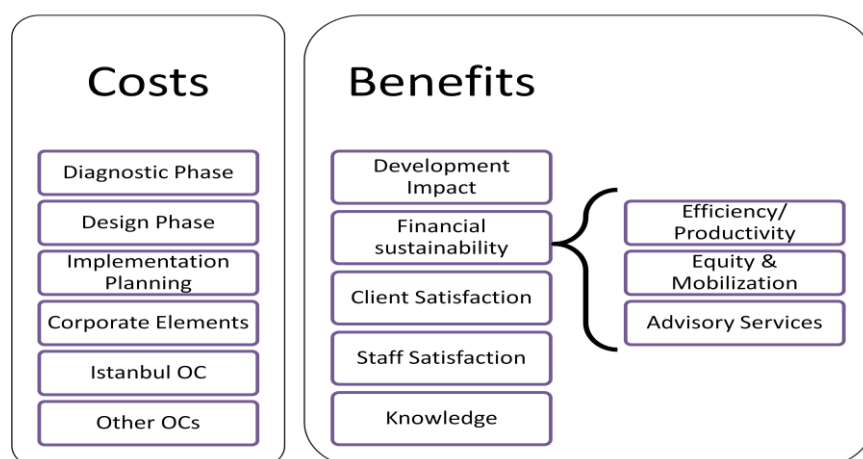 Costs
Diagnostic Phase
Design Phase
Implementation
Planning
Corporate Elements
Istanbul OC
Other OCs
Benefits
Development
Impact
Financial
sustainability
Client Satisfaction
Staff Satisfaction
Knowledge
Efficiency/
Productivity
Equity &
Mobilization
Advisory Services